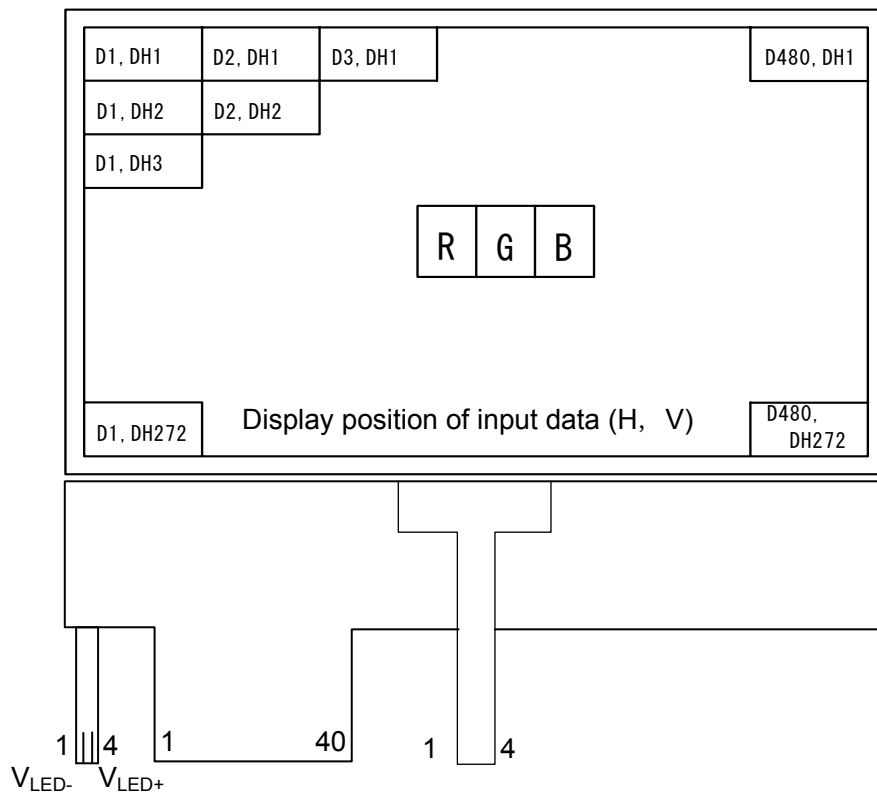 D1, DH1 D2, DH1 D3, DH1 D480, DH1
D1, DH2 D2, DH2
D1, DH3
R G B
D1, DH272 Display position of input data (H, V) D480,
DH272
1 4 1 40 1 4
VLED- VLED+